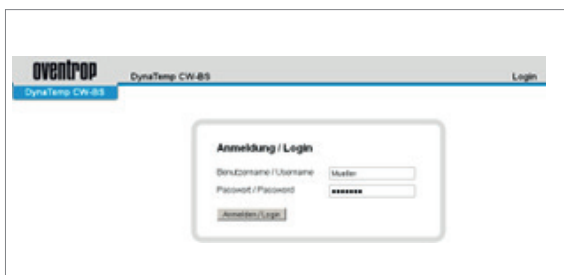 oventrop
DynaTemp CW-BS Login
DynaTemp CW-BS
Anmeldung / Login
Benutzername / Username Mueller
Passwort / Password •••••••
Anmelden / Login